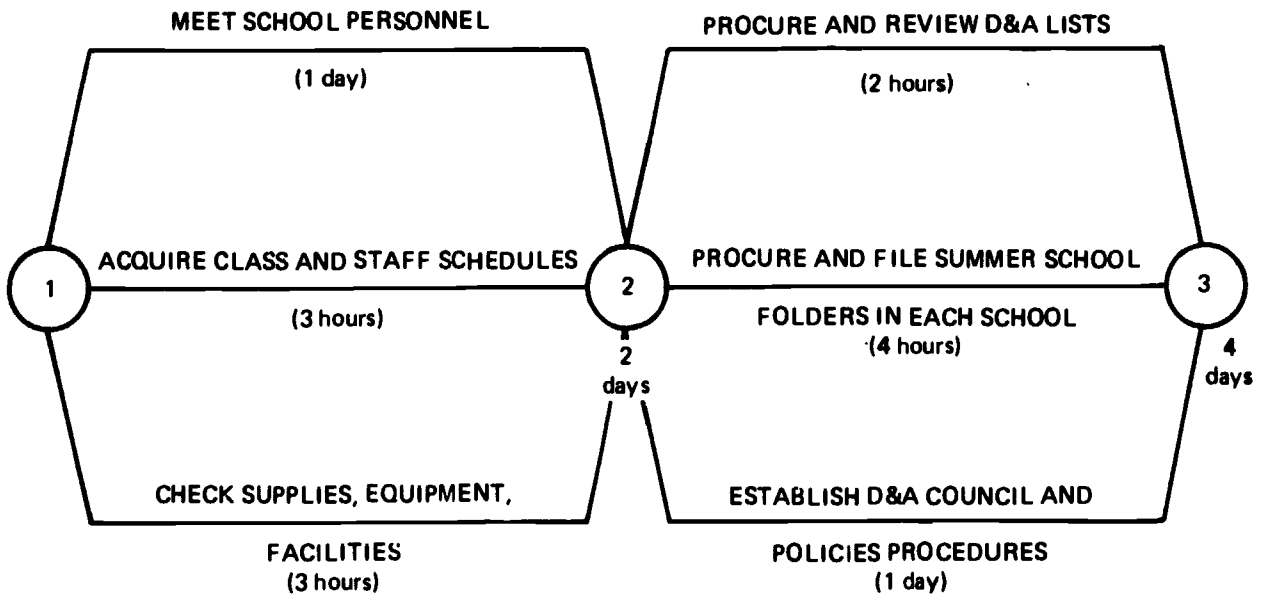 MEET SCHOOL PERSONNEL
(1 day)
PROCURE AND REVIEW D&A LISTS
(2 hours)
1
ACQUIRE CLASS AND STAFF SCHEDULES
(3 hours)
2
2
days
PROCURE AND FILE SUMMER SCHOOL
FOLDERS IN EACH SCHOOL
(4 hours)
3
4
days
CHECK SUPPLIES, EQUIPMENT,
FACILITIES
(3 hours)
ESTABLISH D&A COUNCIL AND
POLICIES PROCEDURES
(1 day)